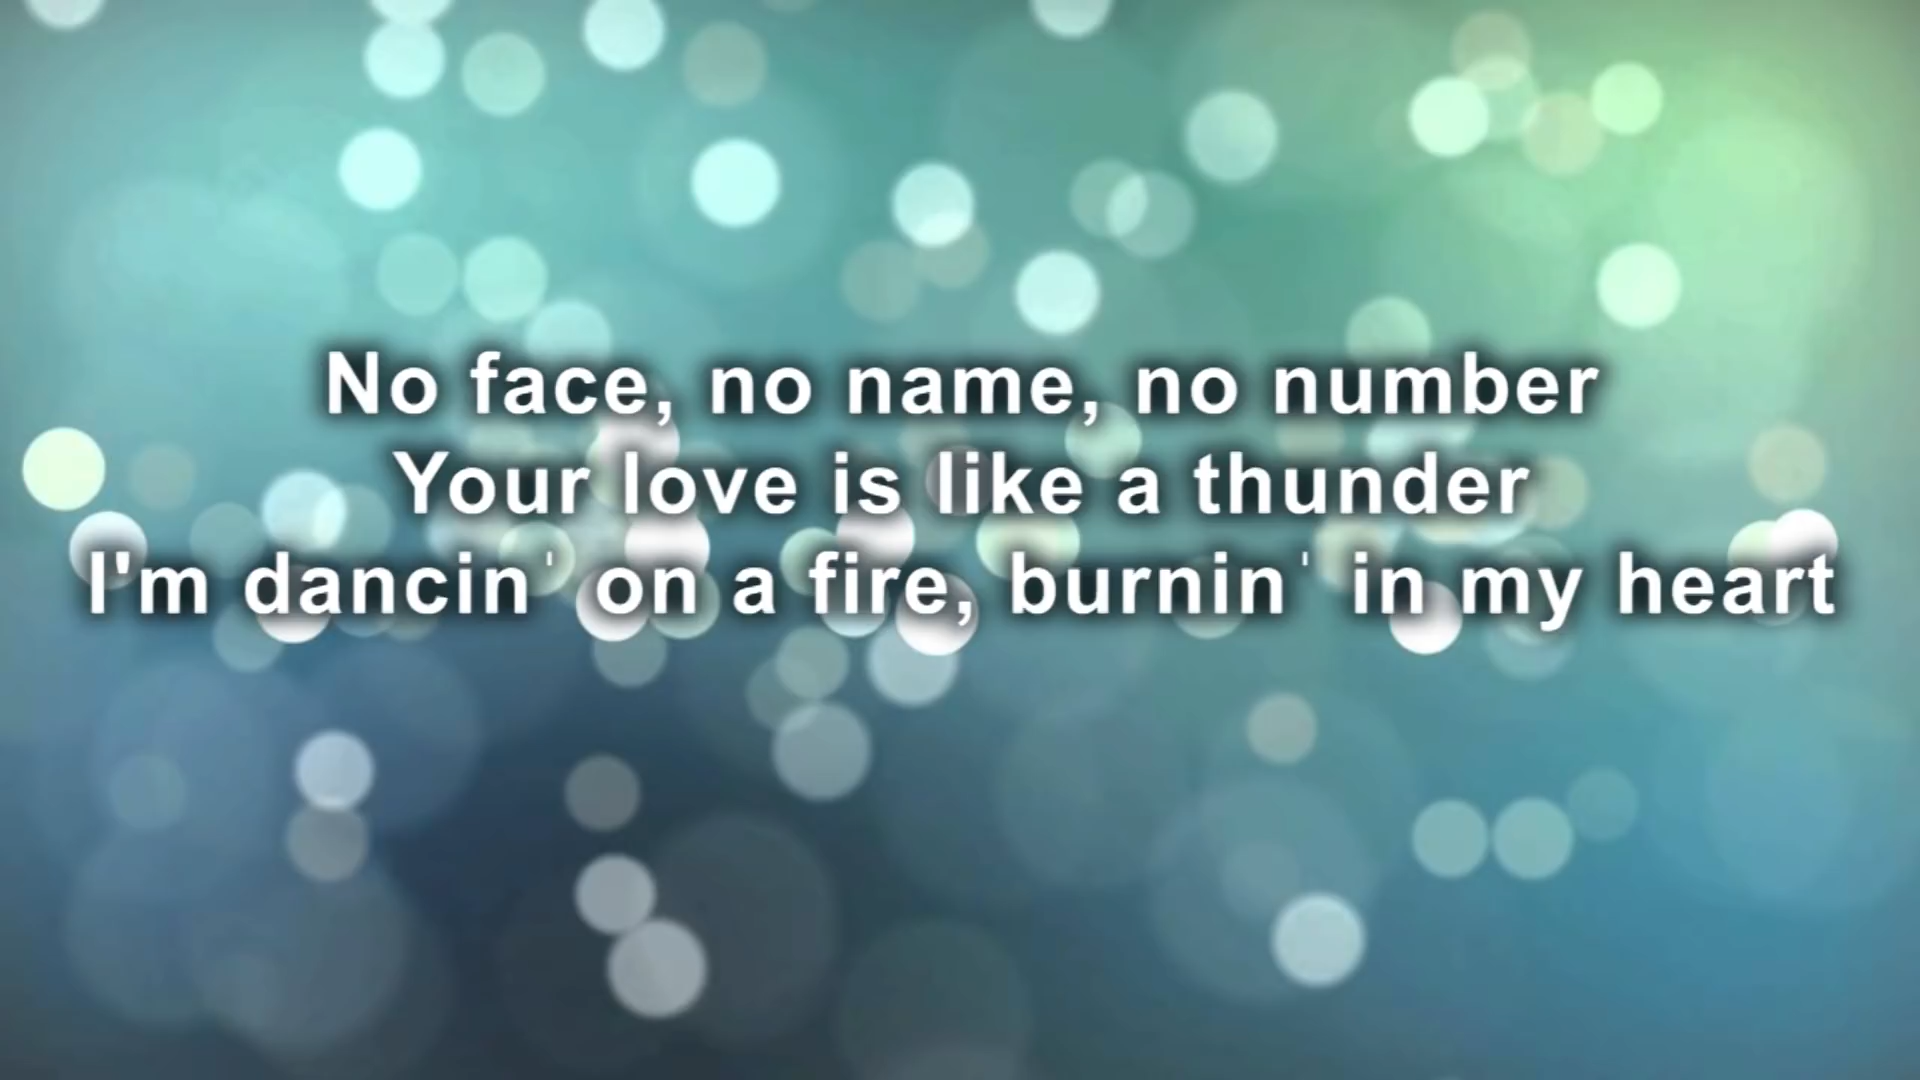 No face, no name, no number
Your love is like a thunder
I'm dancin' on a fire, burnin' in my heart